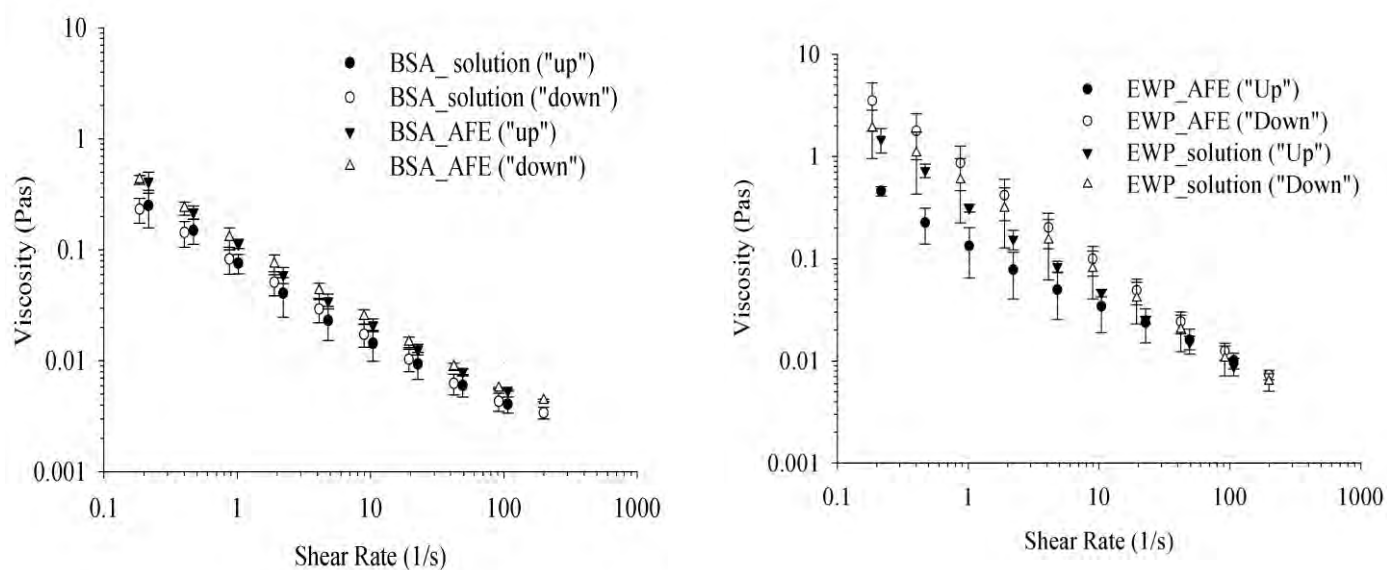 10
1
0.1
0.01
0.001
Viscosity (Pas)
BSA_ solution ("up")
BSA_solution ("down")
BSA_AFE ("up")
BSA_AFE ("down")
0.1 1 10 100 1000
Shear Rate (1/s)
10
1
0.1
0.01
0.001
Viscosity (Pas)
EWP_AFE ("Up")
EWP_AFE ("Down")
EWP_solution ("Up")
EWP_solution ("Down")
0.1 1 10 100 1000
Shear Rate (1/s)